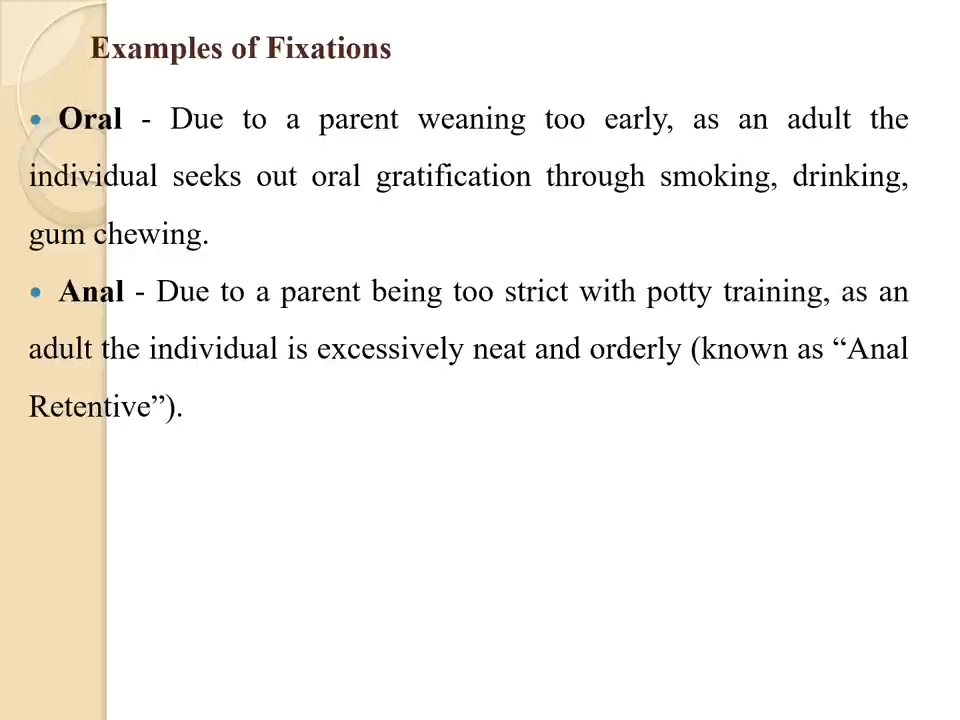 Examples of Fixations
• Oral - Due to a parent weaning too early, as an adult the
individual seeks out oral gratification through smoking, drinking,
gum chewing.
• Anal - Due to a parent being too strict with potty training, as an
adult the individual is excessively neat and orderly (known as “Anal
Retentive”).